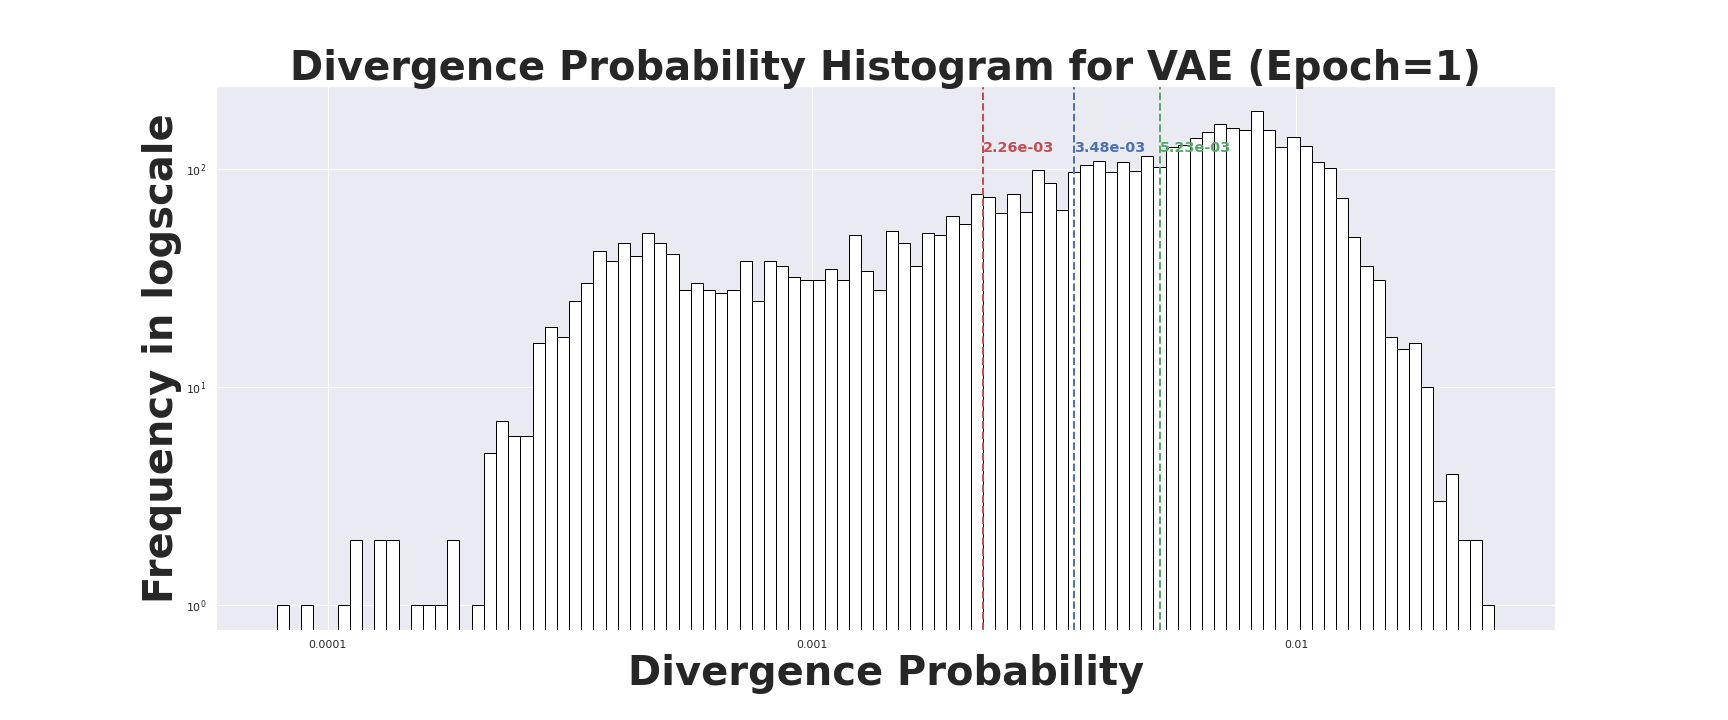 Divergence Probability Histogram for VAE (Epoch=1)
Frequency in logscale
10²
10¹
10⁰
2.26e-03
3.48e-03
5.23e-03
0.0001
0.001
0.01
Divergence Probability